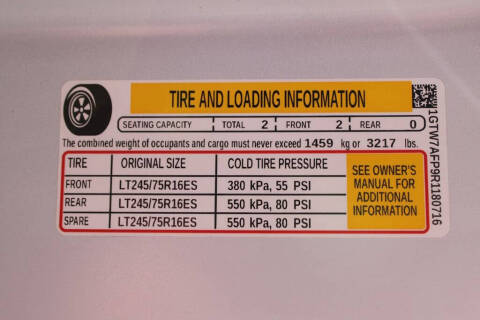 TIRE AND LOADING INFORMATION
SEATING CAPACITY TOTAL 2 FRONT 2 REAR 0
The combined weight of occupants and cargo must never exceed 1459 kg or 3217 lbs.
TIRE ORIGINAL SIZE COLD TIRE PRESSURE
FRONT LT245/75R16ES 380 kPa, 55 PSI
REAR LT245/75R16ES 550 kPa, 80 PSI
SPARE LT245/75R16ES 550 kPa, 80 PSI
SEE OWNER'S
MANUAL FOR
ADDITIONAL
INFORMATION
1GTW7AFP9R1180716